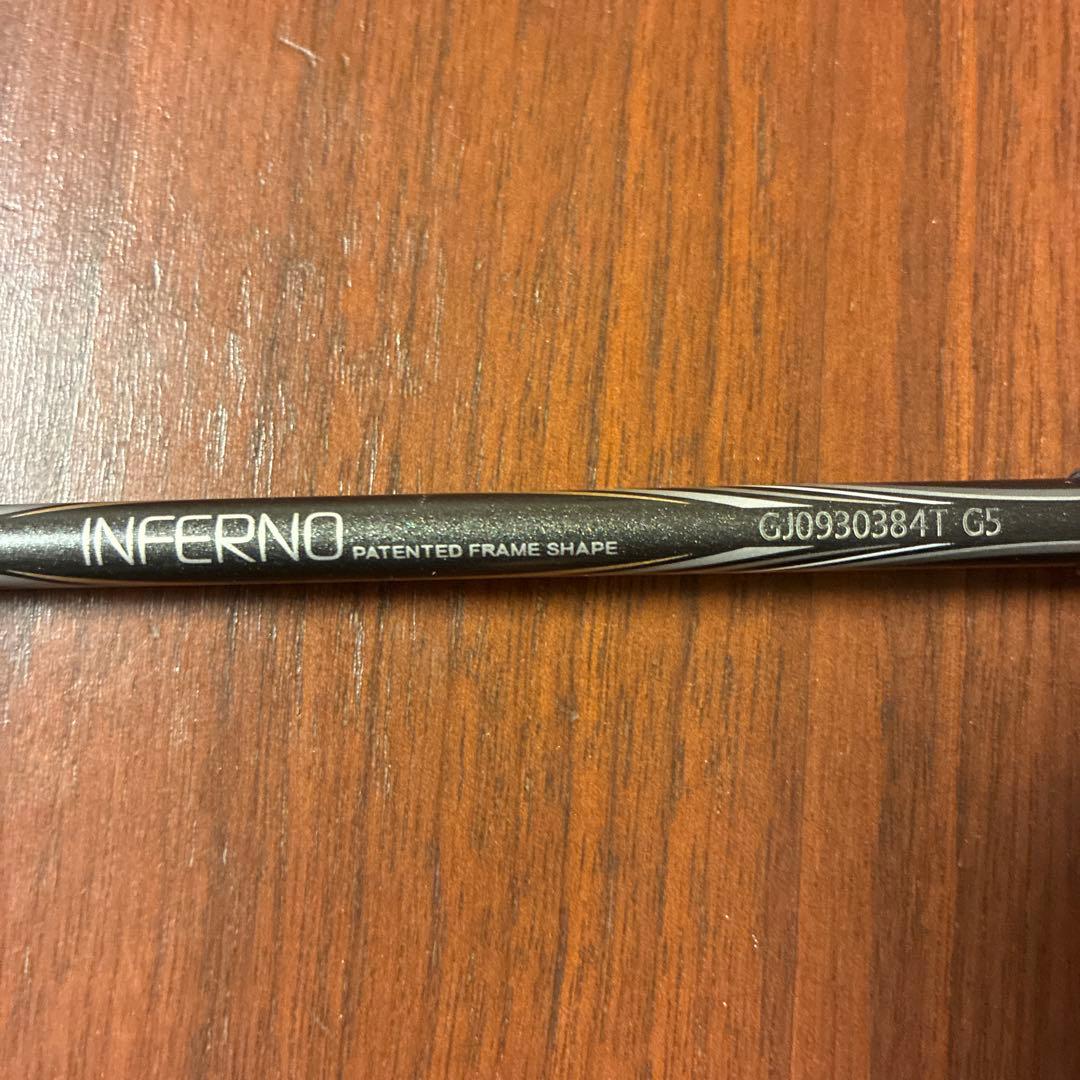 INFERNO PATENTED FRAME SHAPE GJ0930384T G5